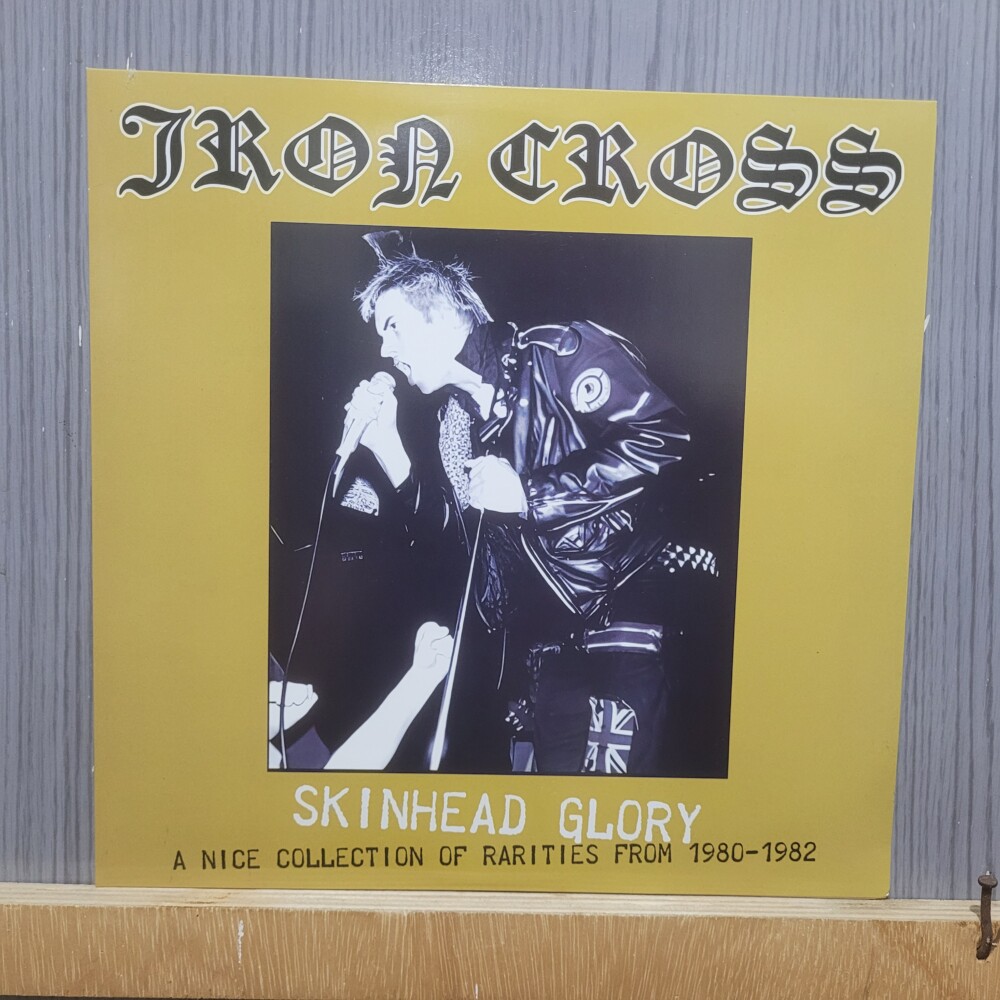 IRON CROSS
SKINHEAD GLORY
A NICE COLLECTION OF RARITIES FROM 1980-1982